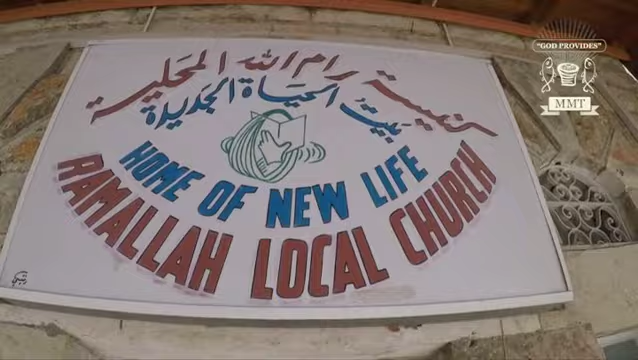 كنيسة رام الله المحلية
بيت الحياة الجديدة
HOME OF NEW LIFE
RAMALLAH LOCAL CHURCH
"GOD PROVIDES"
MMT